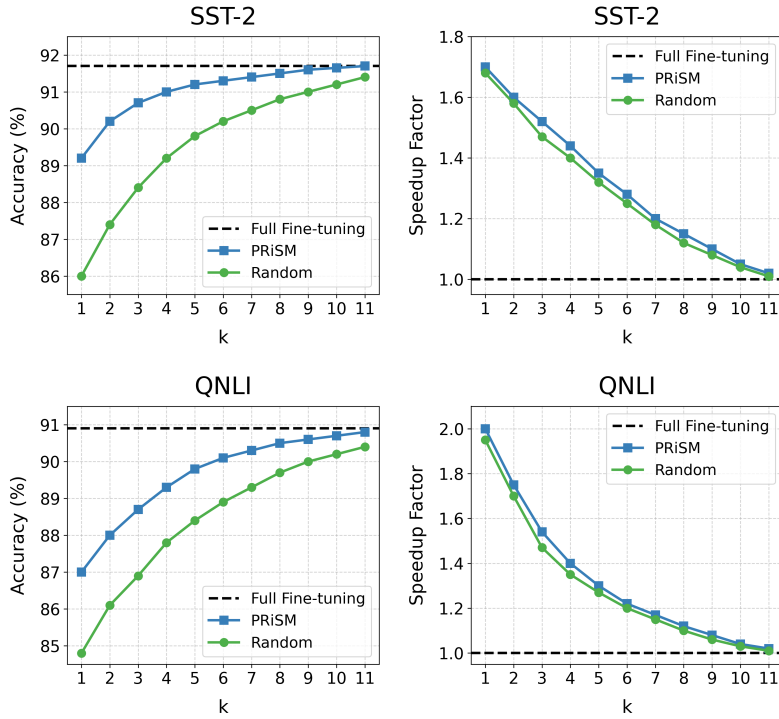 SST-2
Accuracy (%)
92
91
90
89
88
87
86
Full Fine-tuning
PRiSM
Random
1 2 3 4 5 6 7 8 9 10 11
k
SST-2
Speedup Factor
1.8
1.6
1.4
1.2
1.0
Full Fine-tuning
PRiSM
Random
1 2 3 4 5 6 7 8 9 10 11
k
QNLI
Accuracy (%)
91
90
89
88
87
86
85
Full Fine-tuning
PRiSM
Random
1 2 3 4 5 6 7 8 9 10 11
k
QNLI
Speedup Factor
2.0
1.8
1.6
1.4
1.2
1.0
Full Fine-tuning
PRiSM
Random
1 2 3 4 5 6 7 8 9 10 11
k